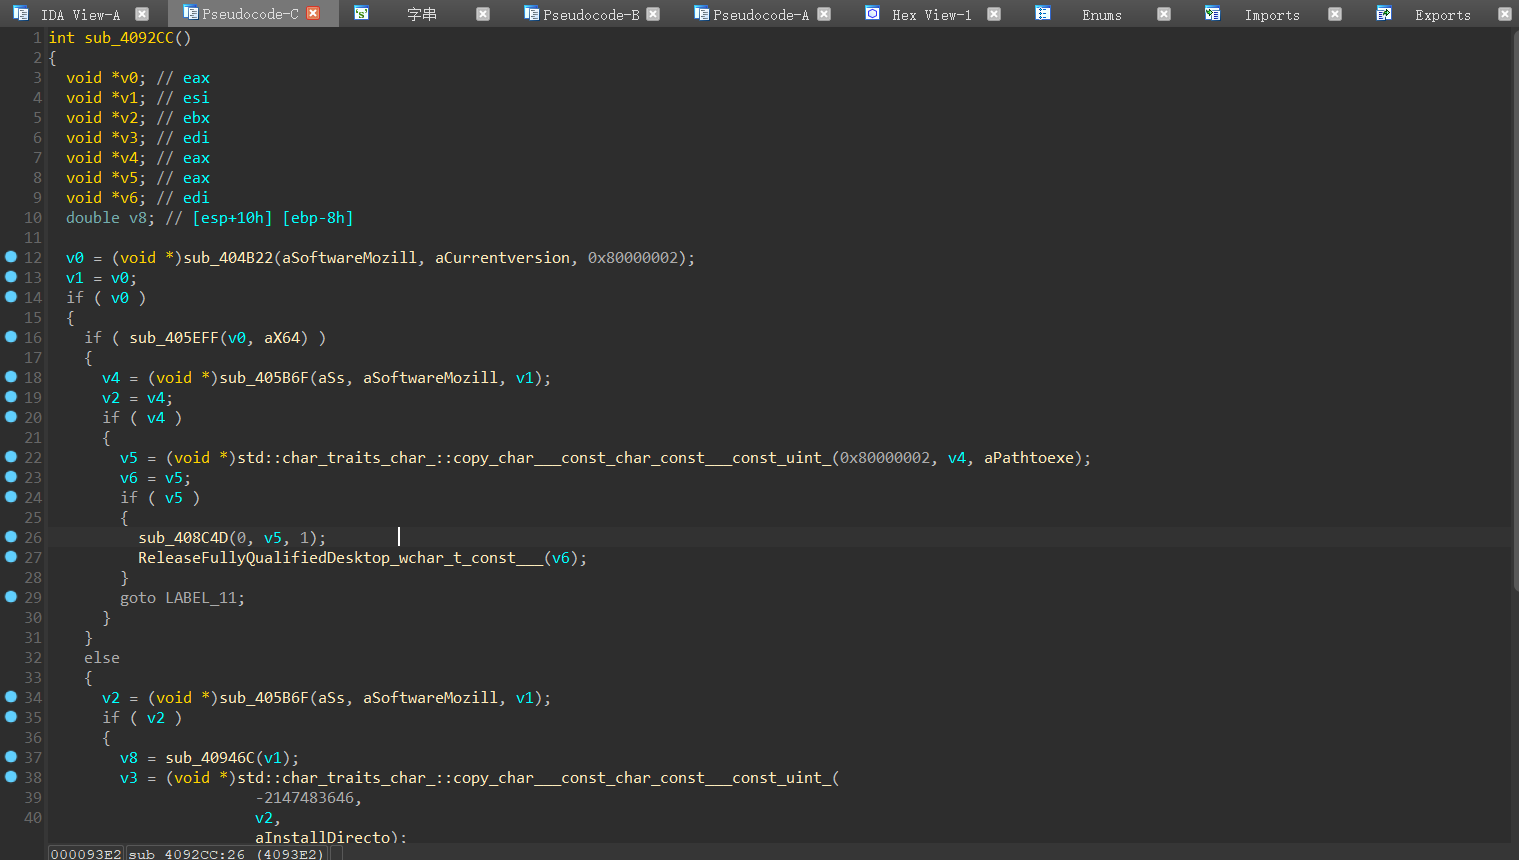 IDA View-A Pseudocode-C 字串 Pseudocode-B Pseudocode-A Hex View-1 Enums Imports Exports
1 int sub_4092CC()
2 {
3 void *v0; // eax
4 void *v1; // esi
5 void *v2; // ebx
6 void *v3; // edi
7 void *v4; // eax
8 void *v5; // eax
9 void *v6; // edi
10 double v8; // [esp+10h] [ebp-8h]
11
12 v0 = (void *)sub_404B22(aSoftwareMozill, aCurrentversion, 0x80000002);
13 v1 = v0;
14 if ( v0 )
15 {
16 if ( sub_405EFF(v0, aX64) )
17 {
18 v4 = (void *)sub_405B6F(aSs, aSoftwareMozill, v1);
19 v2 = v4;
20 if ( v4 )
21 {
22 v5 = (void *)std::char_traits_char_::copy_char___const_char_const___const_uint_(0x80000002, v4, aPathtoexe);
23 v6 = v5;
24 if ( v5 )
25 {
26 sub_408C4D(0, v5, 1);
27 ReleaseFullyQualifiedDesktop_wchar_t_const___(v6);
28 }
29 goto LABEL_11;
30 }
31 }
32 else
33 {
34 v2 = (void *)sub_405B6F(aSs, aSoftwareMozill, v1);
35 if ( v2 )
36 {
37 v8 = sub_40946C(v1);
38 v3 = (void *)std::char_traits_char_::copy_char___const_char_const___const_uint_(
39 -2147483646,
40 v2,
aInstallDirecto);
000093E2 sub_4092CC:26 (4093E2)